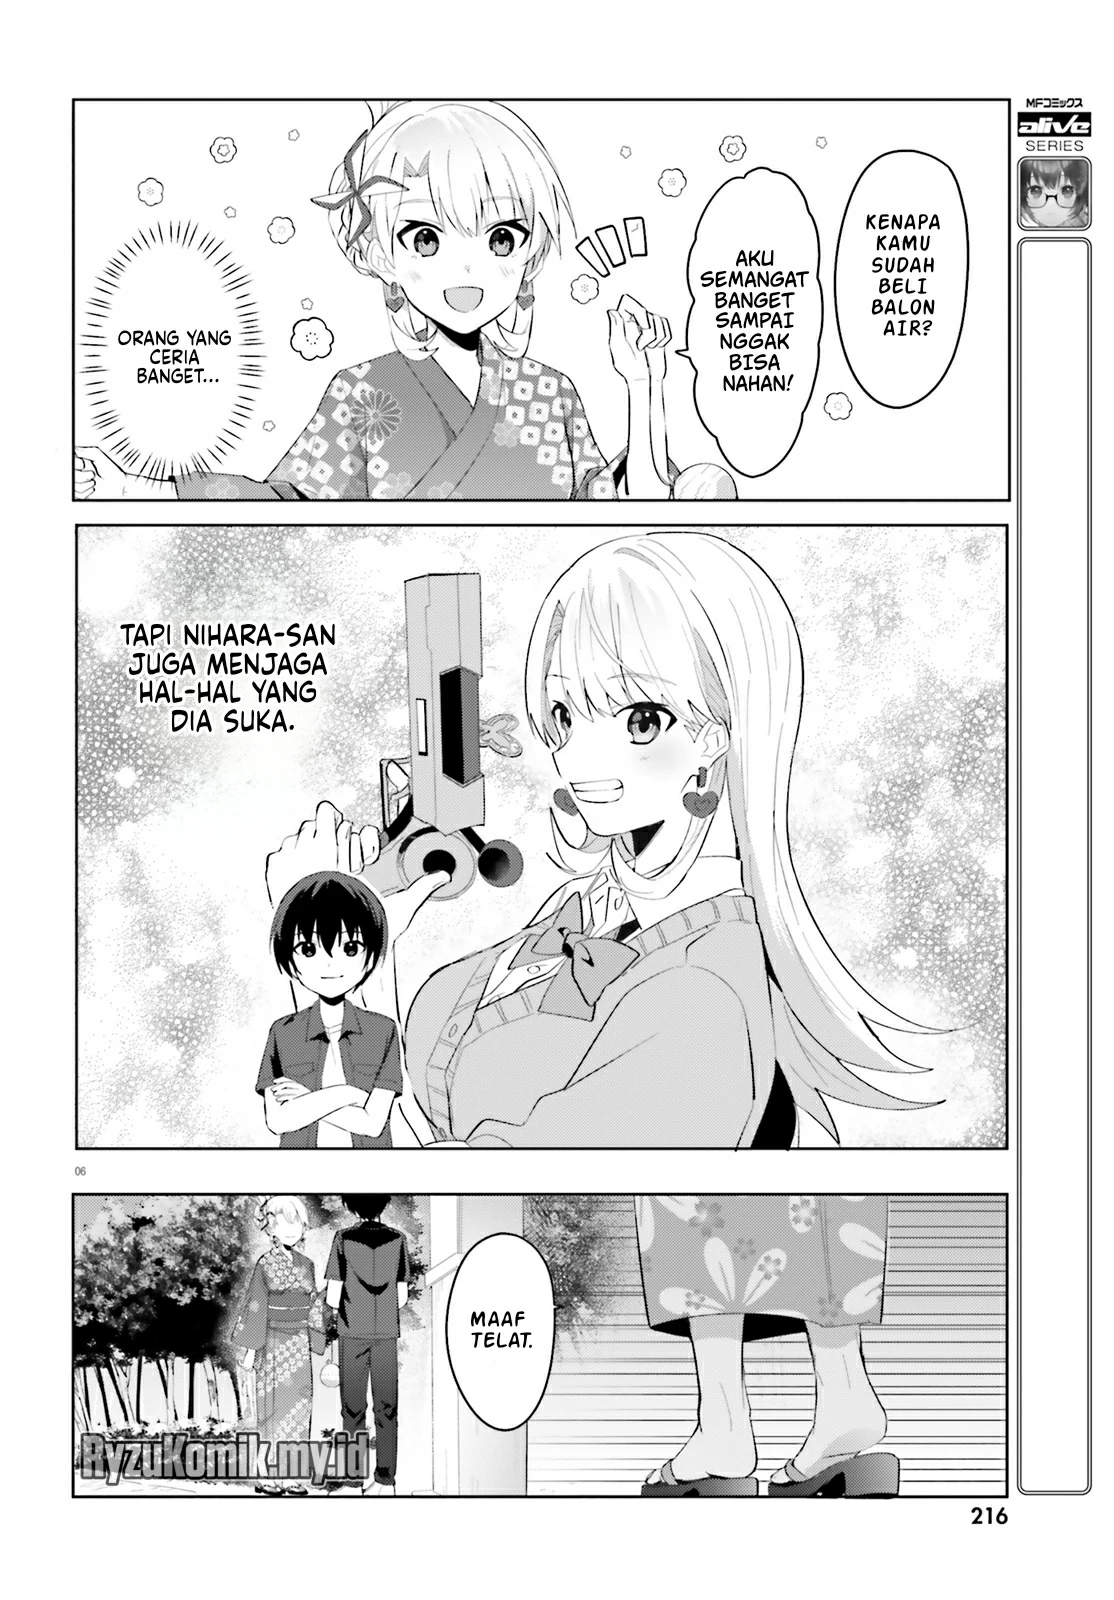 MFコミックス
alive
SERIES
KENAPA
KAMU
SUDAH
BELI
BALON
AIR?
AKU
SEMANGAT
BANGET
SAMPAI
NGGAK
BISA
NAHAN!
ORANG YANG
CERIA
BANGET...
TAPI NIHARA-SAN
JUGA MENJAGA
HAL-HAL YANG
DIA SUKA.
06
MAAF
TELAT.
RyzuKomik.my.id
216